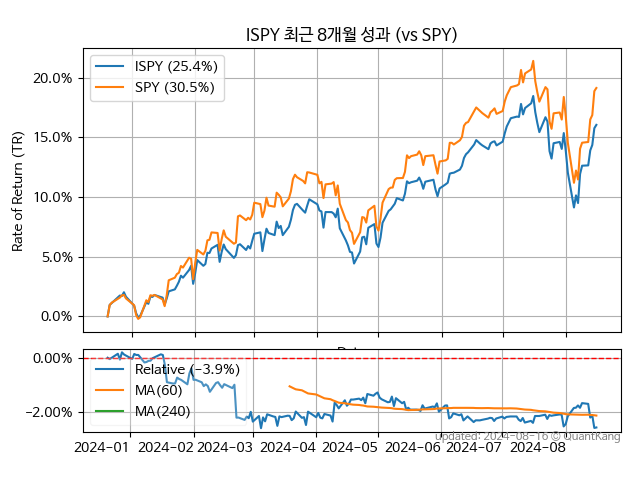 ISPY 최근 8개월 성과 (vs SPY)
ISPY (25.4%)
SPY (30.5%)
Rate of Return (TR)
20.0%
15.0%
10.0%
5.0%
0.0%
0.00%
−2.00%
Relative (−3.9%)
MA(60)
MA(240)
2024−01 2024−02 2024−03 2024−04 2024−05 2024−06 2024−07 2024−08
Updated: 2024-08-16 © QuantKang